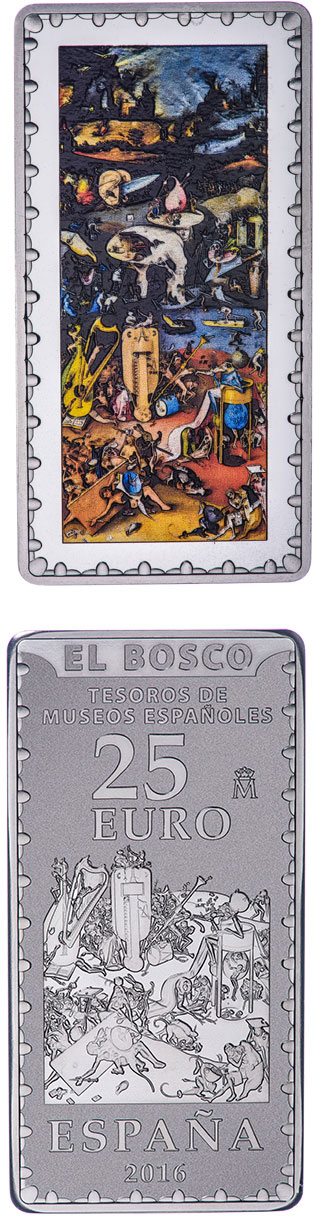 EL BOSCO
TESOROS DE
MUSEOS ESPAÑOLES
25
EURO
M
ESPAÑA
2016